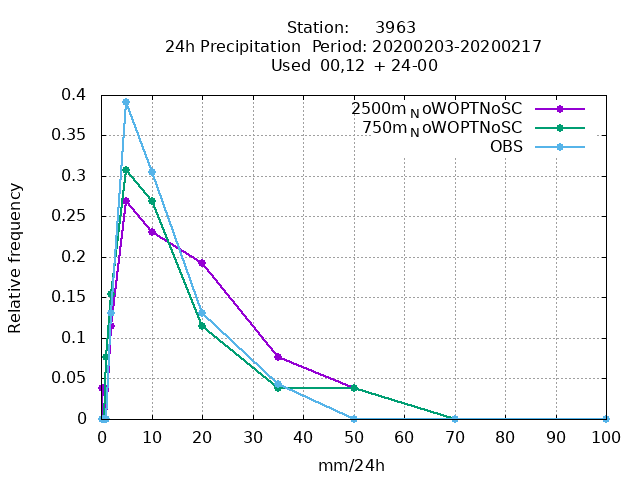 Station: 3963
24h Precipitation Period: 20200203-20200217
Used 00,12 + 24-00
2500m_NoWOPTNoSC
750m_NoWOPTNoSC
OBS
0.4
0.35
0.3
0.25
0.2
0.15
0.1
0.05
0
Relative frequency
0 10 20 30 40 50 60 70 80 90 100
mm/24h